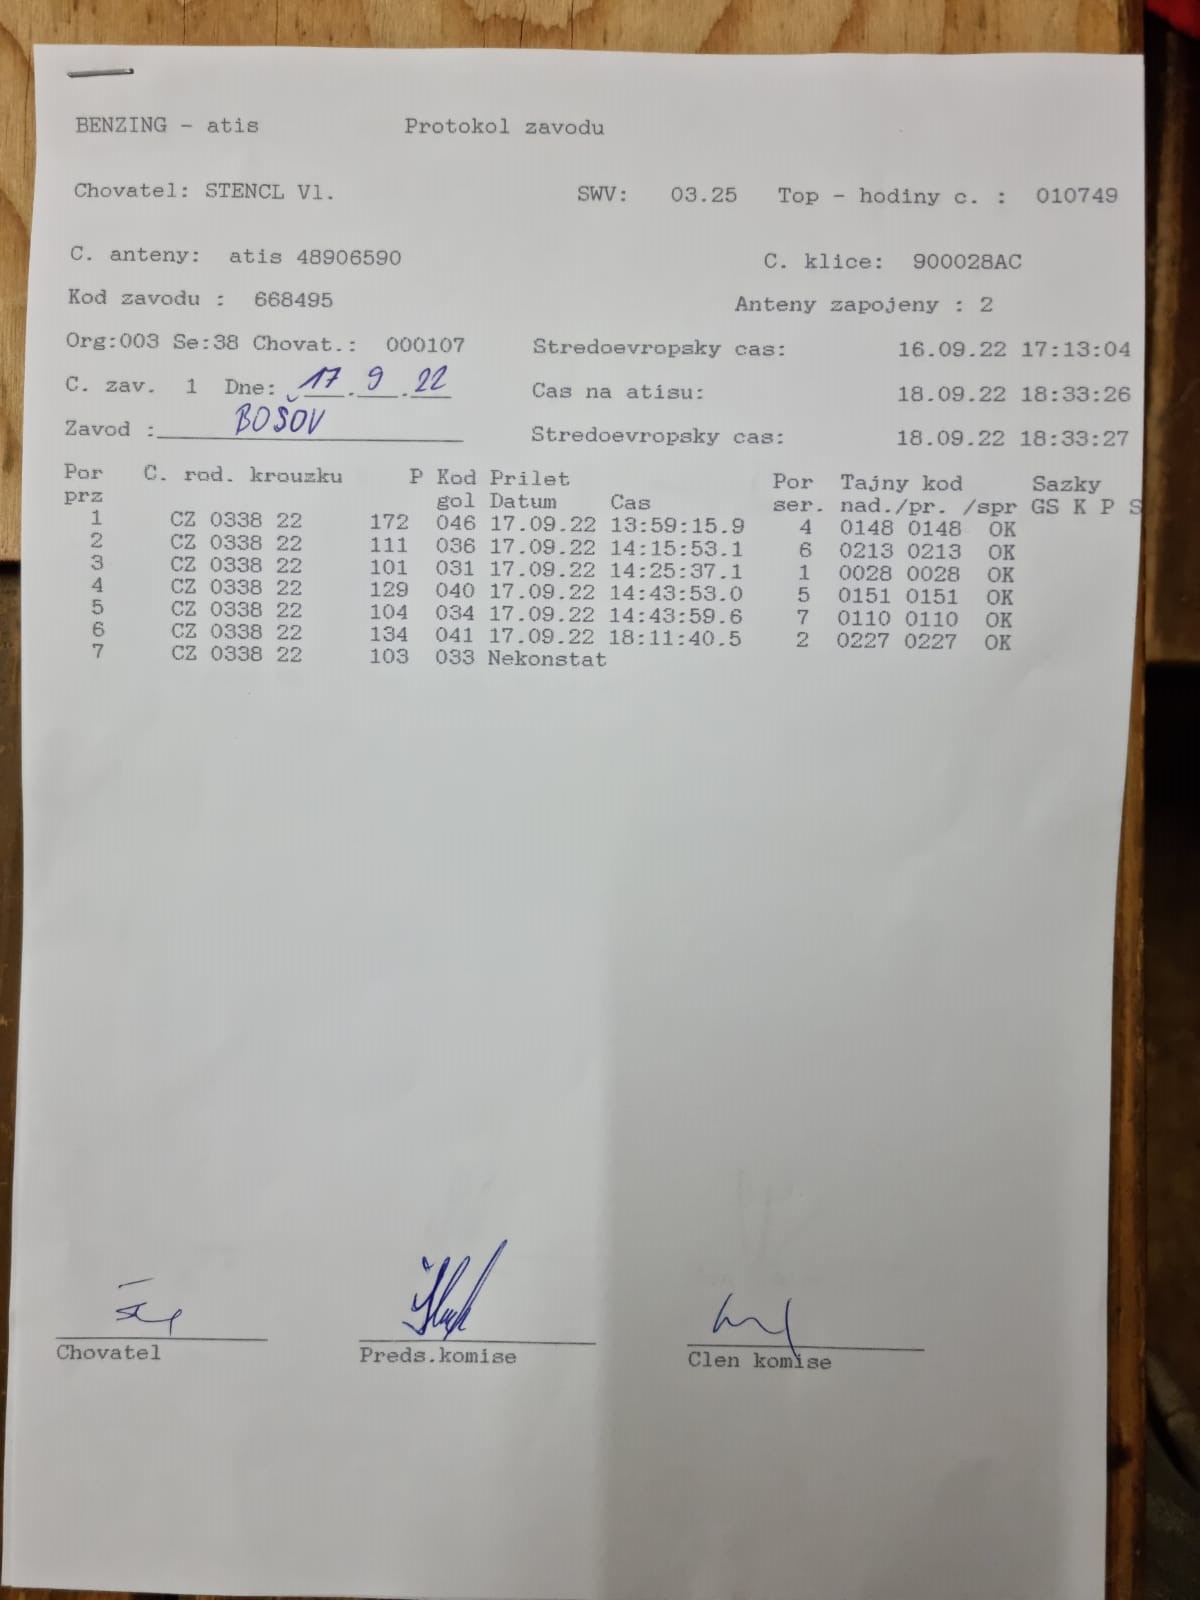 BENZING - atis Protokol zavodu
Chovatel: STENCL Vl. SWV: 03.25 Top - hodiny c. : 010749
C. anteny: atis 48906590 C. klice: 900028AC
Kod zavodu : 668495 Anteny zapojeny : 2
Org:003 Se:38 Chovat.: 000107 Stredoevropsky cas: 16.09.22 17:13:04
C. zav. 1 Dne: 17.9.22 Cas na atisu: 18.09.22 18:33:26
Zavod : BOŠOV Stredoevropsky cas: 18.09.22 18:33:27
Por C. rod. krouzku P Kod Prilet Por Tajny kod Sazky
prz gol Datum Cas ser. nad./pr. /spr GS K P S
1 CZ 0338 22 172 046 17.09.22 13:59:15.9 4 0148 0148 OK
2 CZ 0338 22 111 036 17.09.22 14:15:53.1 6 0213 0213 OK
3 CZ 0338 22 101 031 17.09.22 14:25:37.1 1 0028 0028 OK
4 CZ 0338 22 129 040 17.09.22 14:43:53.0 5 0151 0151 OK
5 CZ 0338 22 104 034 17.09.22 14:43:59.6 7 0110 0110 OK
6 CZ 0338 22 134 041 17.09.22 18:11:40.5 2 0227 0227 OK
7 CZ 0338 22 103 033 Nekonstat
Chovatel Preds.komise Clen komise